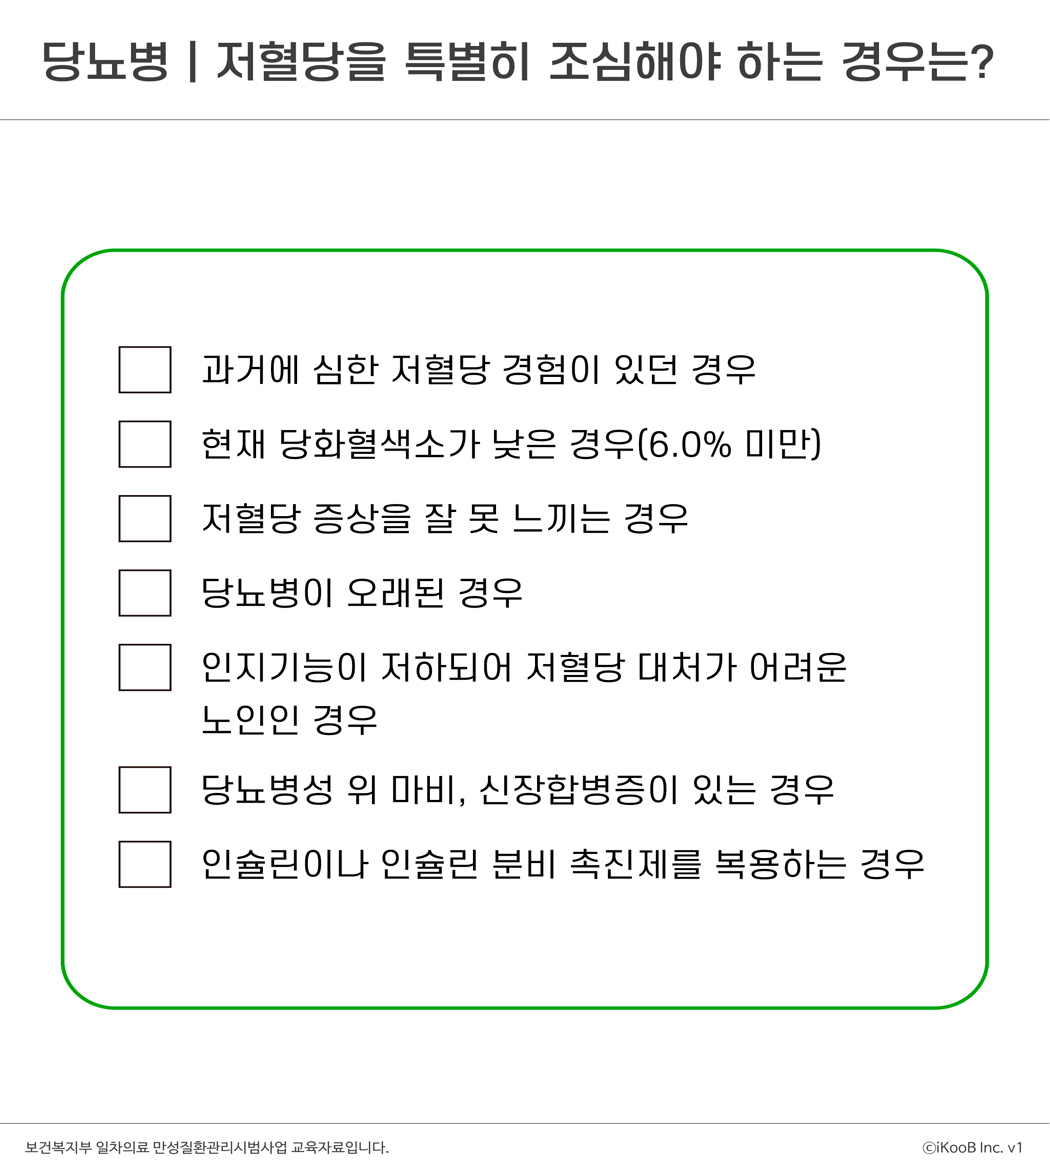 당뇨병 | 저혈당을 특별히 조심해야 하는 경우는?
과거에 심한 저혈당 경험이 있던 경우
현재 당화혈색소가 낮은 경우(6.0% 미만)
저혈당 증상을 잘 못 느끼는 경우
당뇨병이 오래된 경우
인지기능이 저하되어 저혈당 대처가 어려운
노인인 경우
당뇨병성 위 마비, 신장합병증이 있는 경우
인슐린이나 인슐린 분비 촉진제를 복용하는 경우
보건복지부 일차의료 만성질환관리시범사업 교육자료입니다.
ⓒiKooB Inc. v1